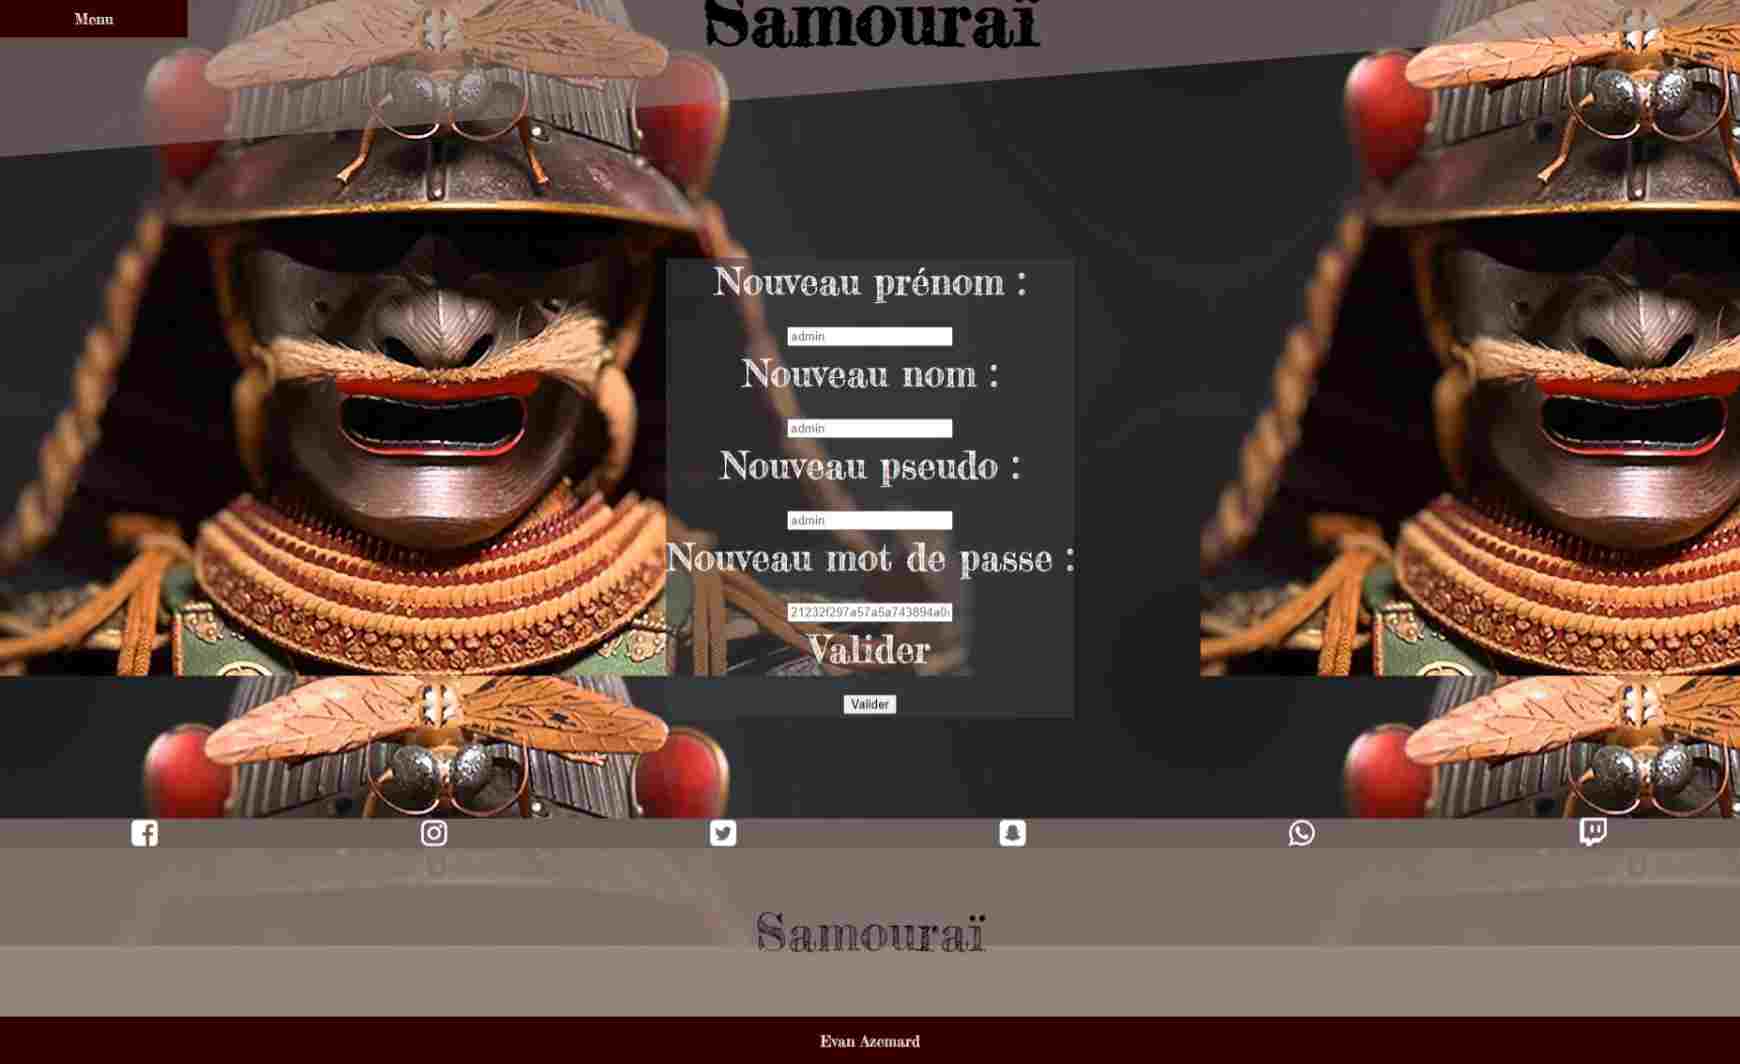 Menu
Samouraï
Nouveau prénom :
admin
Nouveau nom :
admin
Nouveau pseudo :
admin
Nouveau mot de passe :
21232f297a57a5a743894a0
Valider
Valider
Samouraï
Evan Azemard